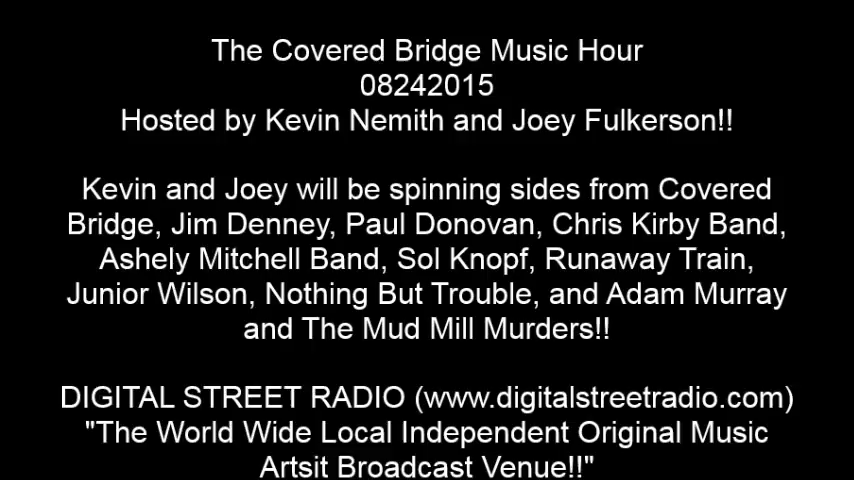 The Covered Bridge Music Hour
08242015
Hosted by Kevin Nemith and Joey Fulkerson!!
Kevin and Joey will be spinning sides from Covered
Bridge, Jim Denney, Paul Donovan, Chris Kirby Band,
Ashely Mitchell Band, Sol Knopf, Runaway Train,
Junior Wilson, Nothing But Trouble, and Adam Murray
and The Mud Mill Murders!!
DIGITAL STREET RADIO (www.digitalstreetradio.com)
"The World Wide Local Independent Original Music
Artsit Broadcast Venue!!"